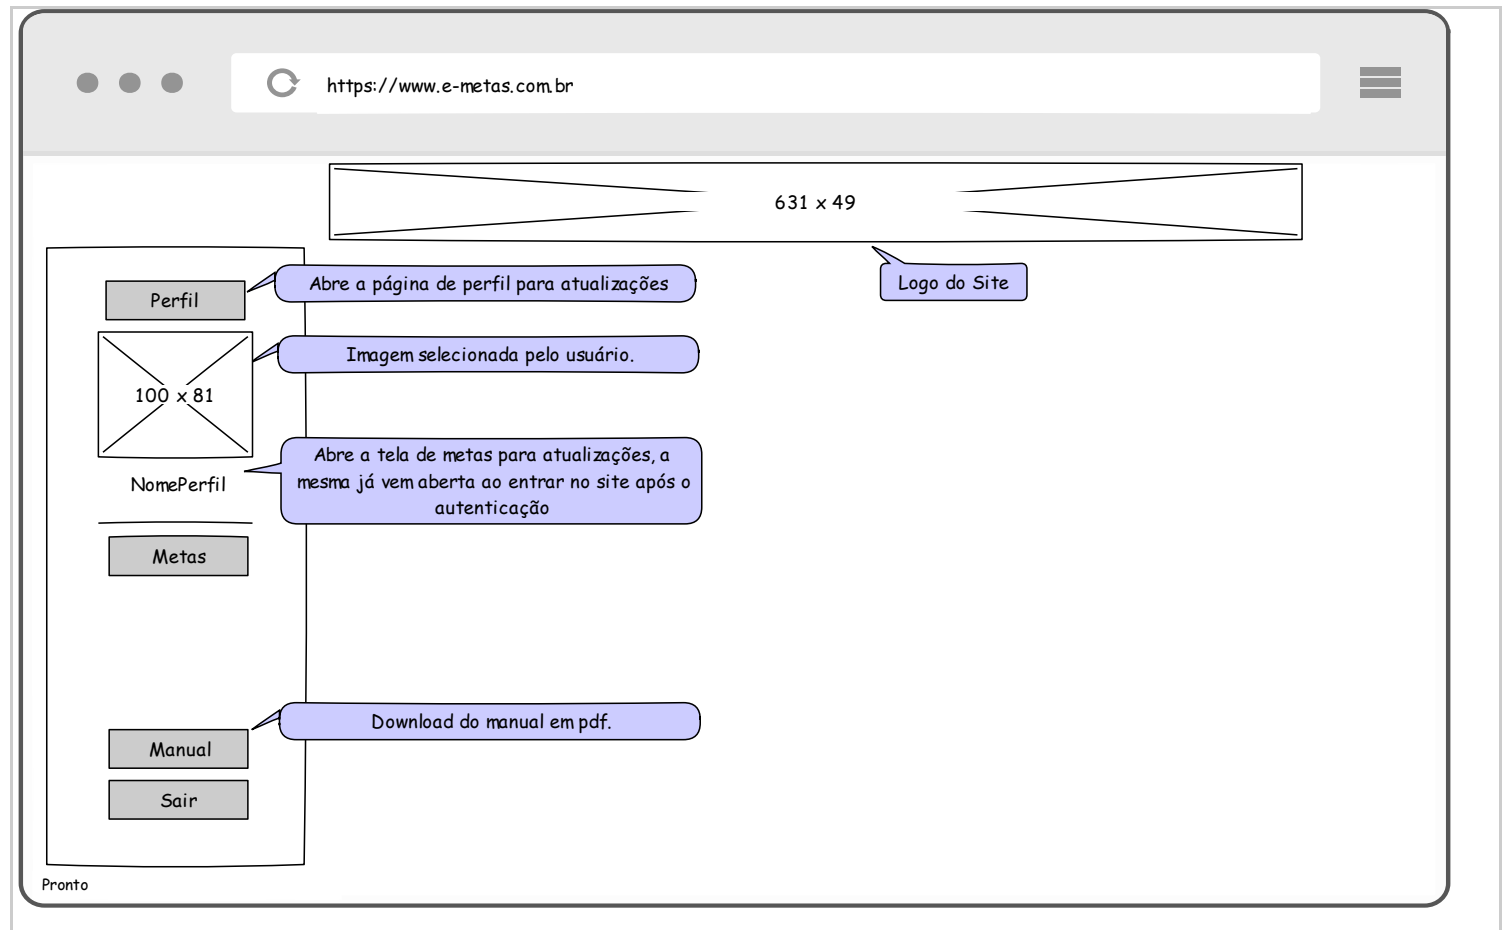 https://www.e-metas.com.br
631 x 49
Logo do Site
Perfil
Abre a página de perfil para atualizações
Imagem selecionada pelo usuário.
100 x 81
NomePerfil
Abre a tela de metas para atualizações, a
mesma já vem aberta ao entrar no site após o
autenticação
Metas
Download do manual em pdf.
Manual
Sair
Pronto